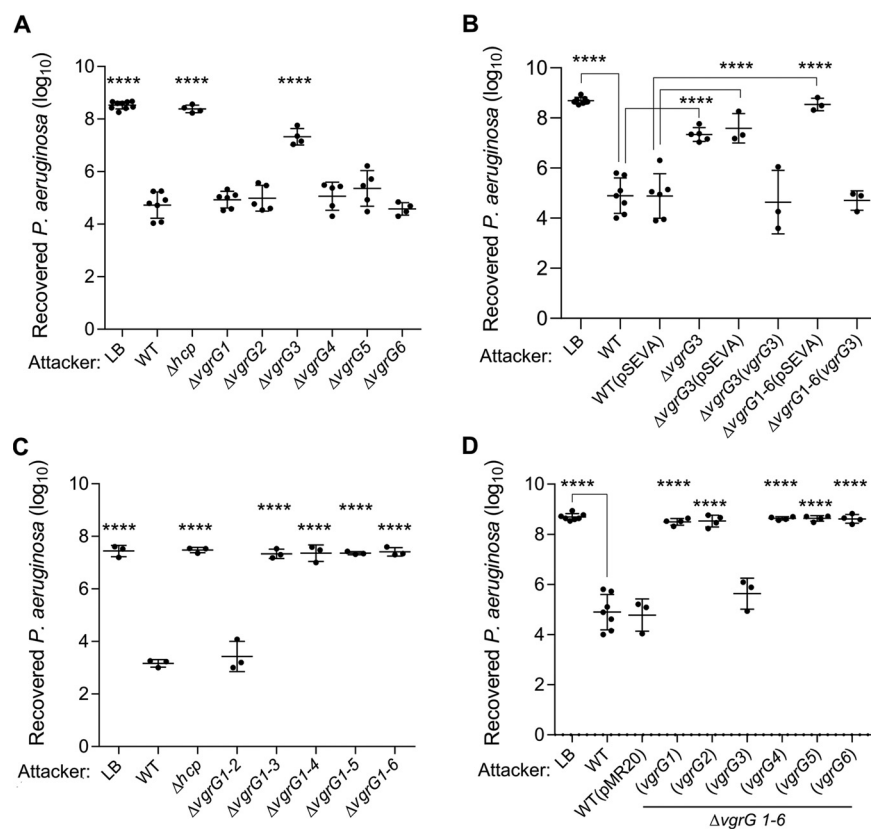 A
Recovered P. aeruginosa (log10)
10
8
6
4
2
0
**** **** ****
Attacker: LB WT Δhcp ΔvgrG1 ΔvgrG2 ΔvgrG3 ΔvgrG4 ΔvgrG5 ΔvgrG6
B
Recovered P. aeruginosa (log10)
10
8
6
4
2
0
**** **** ****
****
Attacker: LB WT WT(pSEVA) ΔvgrG3 ΔvgrG3(pSEVA) ΔvgrG3(vgrG3) ΔvgrG1-6(pSEVA) ΔvgrG1-6(vgrG3)
C
Recovered P. aeruginosa (log10)
10
8
6
4
2
0
**** ****
**** **** **** ****
Attacker: LB WT Δhcp ΔvgrG1-2 ΔvgrG1-3 ΔvgrG1-4 ΔvgrG1-5 ΔvgrG1-6
D
Recovered P. aeruginosa (log10)
10
8
6
4
2
0
**** **** **** ****
**** ****
Attacker: LB WT WT(pMR20) (vgrG1) (vgrG2) (vgrG3) (vgrG4) (vgrG5) (vgrG6)
ΔvgrG 1-6